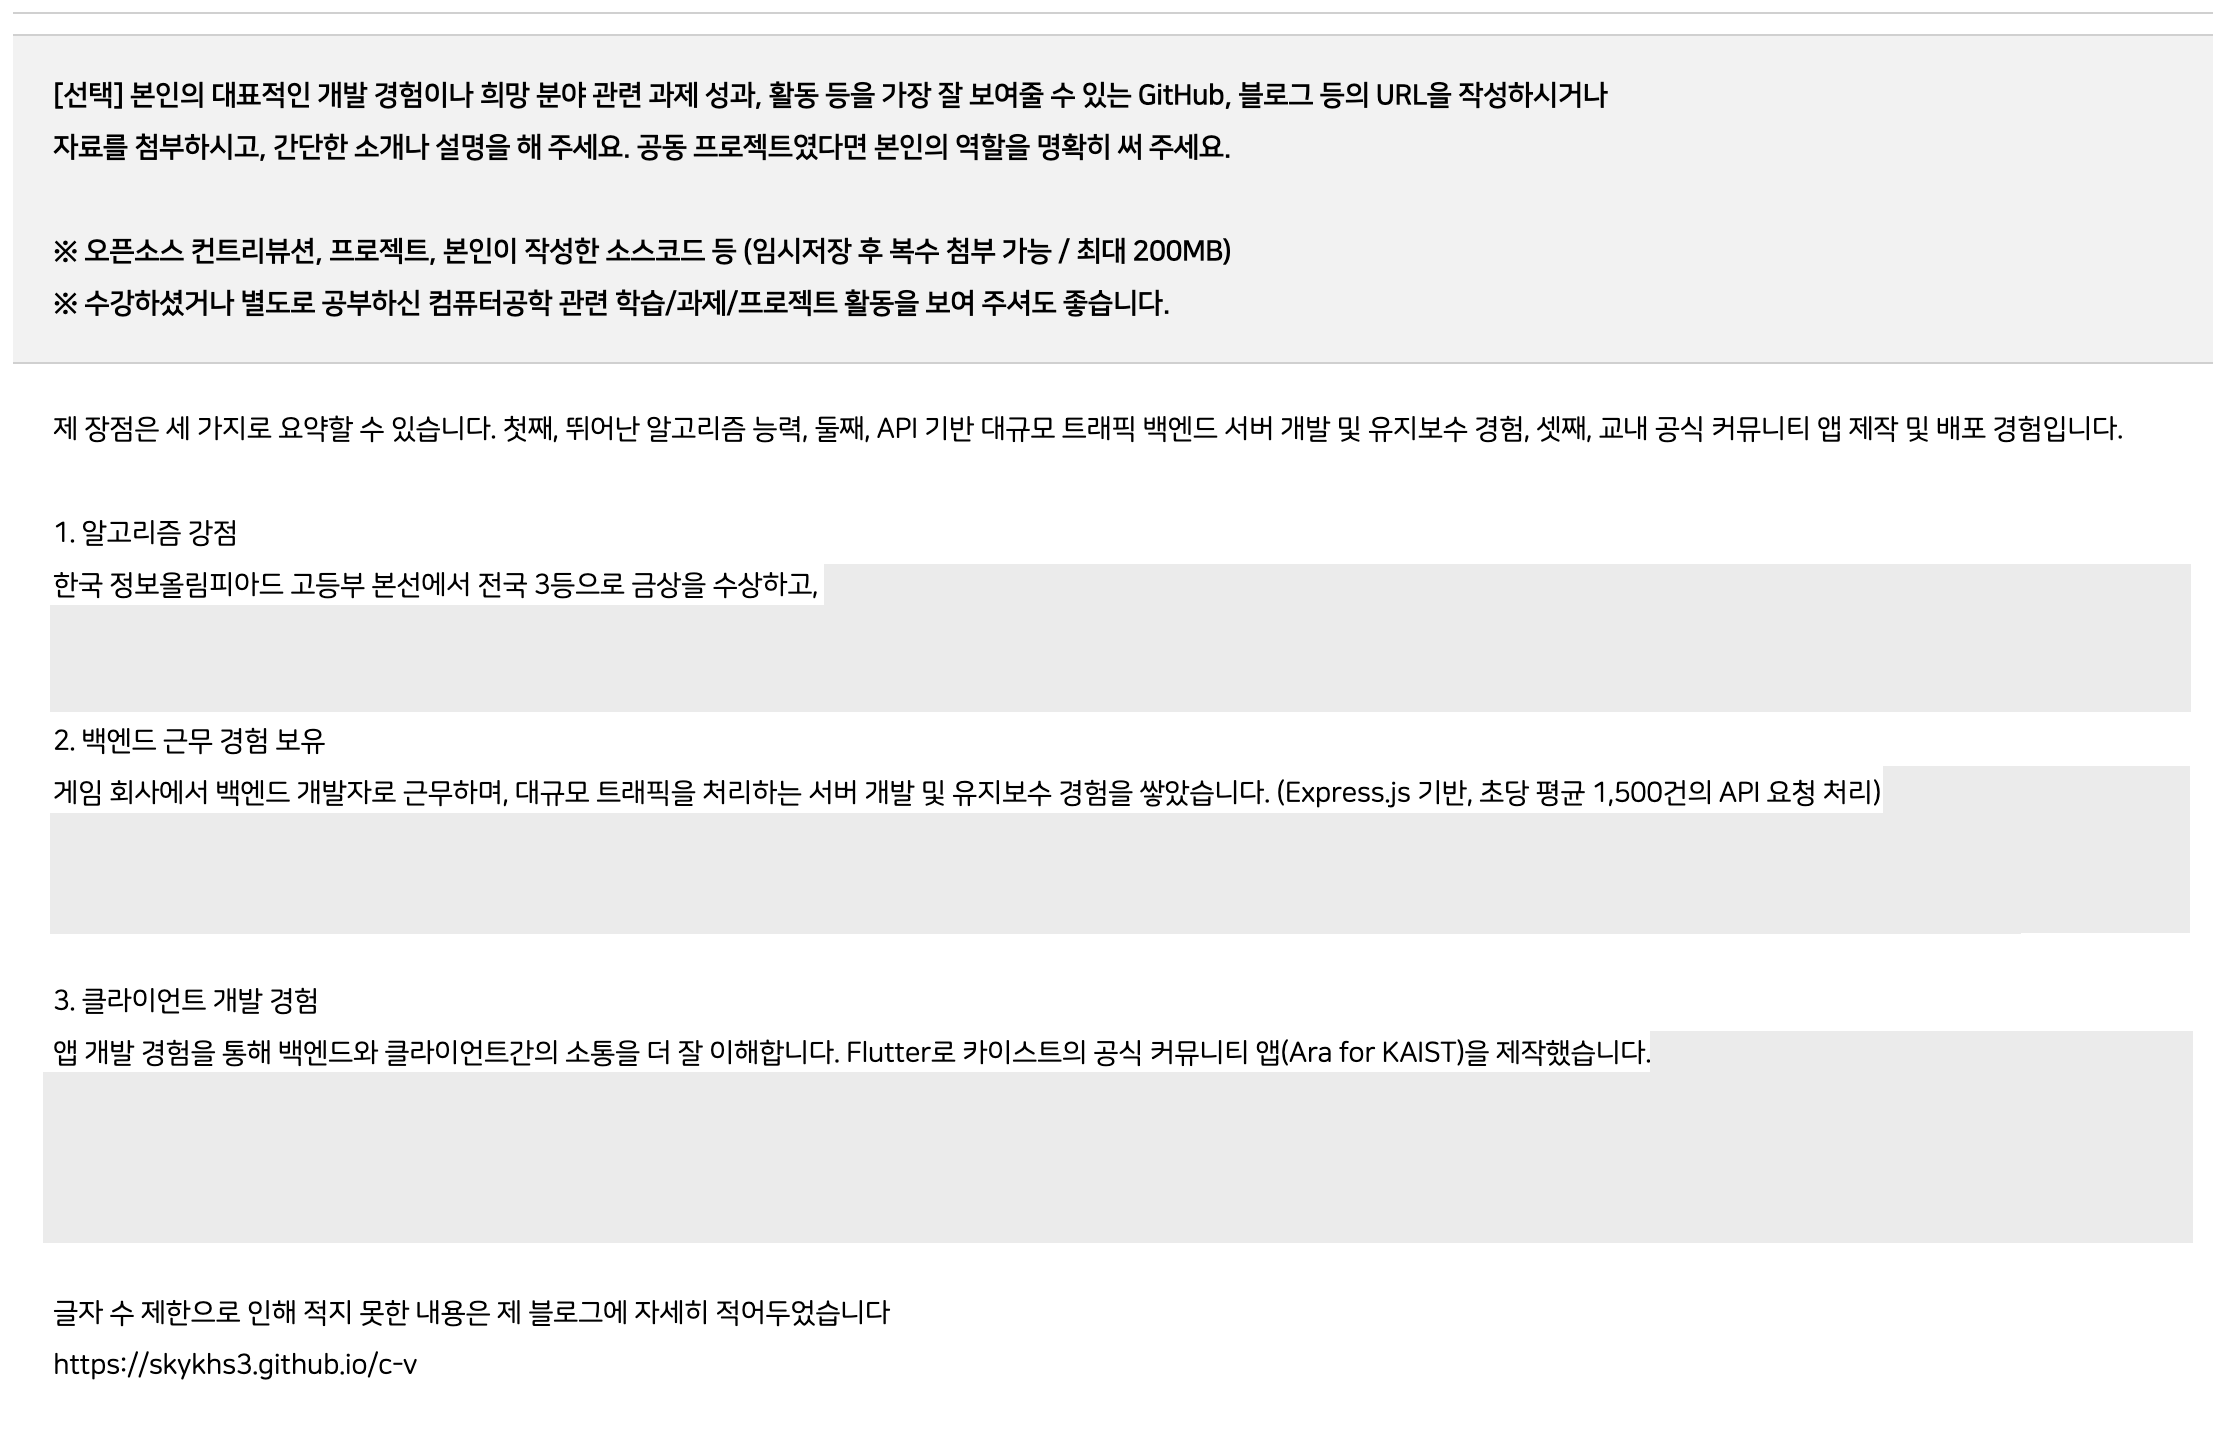 [선택] 본인의 대표적인 개발 경험이나 희망 분야 관련 과제 성과, 활동 등을 가장 잘 보여줄 수 있는 GitHub, 블로그 등의 URL을 작성하시거나
자료를 첨부하시고, 간단한 소개나 설명을 해 주세요. 공동 프로젝트였다면 본인의 역할을 명확히 써 주세요.
※ 오픈소스 컨트리뷰션, 프로젝트, 본인이 작성한 소스코드 등 (임시저장 후 복수 첨부 가능 / 최대 200MB)
※ 수강하셨거나 별도로 공부하신 컴퓨터공학 관련 학습/과제/프로젝트 활동을 보여 주셔도 좋습니다.
제 장점은 세 가지로 요약할 수 있습니다. 첫째, 뛰어난 알고리즘 능력, 둘째, API 기반 대규모 트래픽 백엔드 서버 개발 및 유지보수 경험, 셋째, 교내 공식 커뮤니티 앱 제작 및 배포 경험입니다.
1. 알고리즘 강점
한국 정보올림피아드 고등부 본선에서 전국 3등으로 금상을 수상하고,
2. 백엔드 근무 경험 보유
게임 회사에서 백엔드 개발자로 근무하며, 대규모 트래픽을 처리하는 서버 개발 및 유지보수 경험을 쌓았습니다. (Express.js 기반, 초당 평균 1,500건의 API 요청 처리)
3. 클라이언트 개발 경험
앱 개발 경험을 통해 백엔드와 클라이언트간의 소통을 더 잘 이해합니다. Flutter로 카이스트의 공식 커뮤니티 앱(Ara for KAIST)을 제작했습니다.
글자 수 제한으로 인해 적지 못한 내용은 제 블로그에 자세히 적어두었습니다
https://skykhs3.github.io/c-v